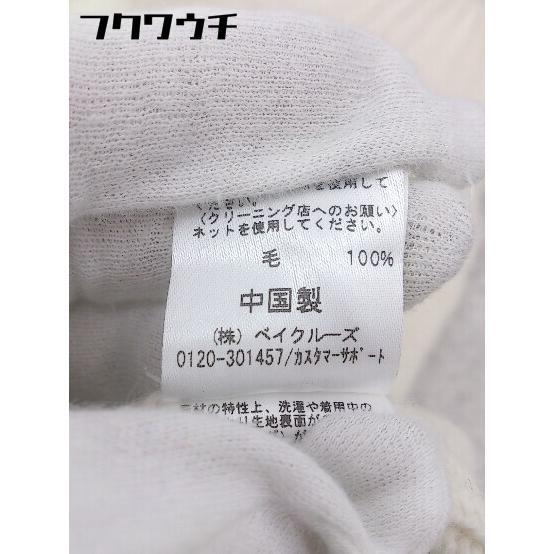 フクワウチ
を使用して
ください。
〈クリーニング店へのお願い〉
ネットを使用してください。
毛 100%
中国製
(株) ベイクルーズ
0120-301457/カスタマーサポート
の特性上、洗濯や着用中の
生地表面が